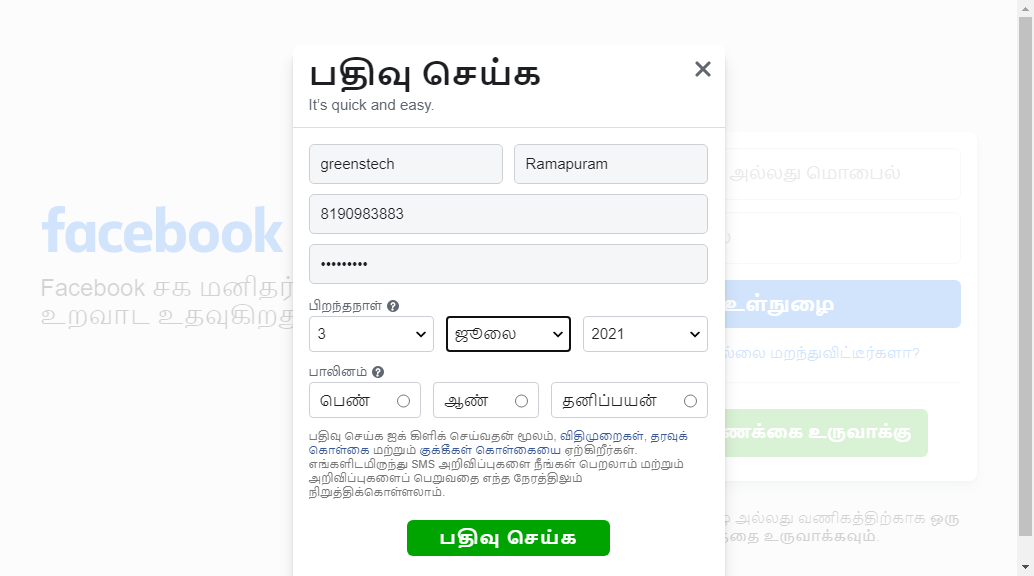 பதிவு செய்க
It's quick and easy.
greenstech
Ramapuram
8190983883
•••••••••
பிறந்தநாள்
3
ஜூலை
2021
பாலினம்
பெண்
ஆண்
தனிப்பயன்
பதிவு செய்க ஐக் கிளிக் செய்வதன் மூலம், விதிமுறைகள், தரவுக்
கொள்கை மற்றும் குக்கீகள் கொள்கையை ஏற்கிறீர்கள்.
எங்களிடமிருந்து SMS அறிவிப்புகளை நீங்கள் பெறலாம் மற்றும்
அறிவிப்புகளைப் பெறுவதை எந்த நேரத்திலும்
நிறுத்திக்கொள்ளலாம்.
பதிவு செய்க
facebook
Facebook சக மனிதர்
உறவாட உதவுகிறது
அல்லது மொபைல்
உள்நுழை
மறந்துவிட்டீர்களா?
உருவாக்கு
அல்லது வணிகத்திற்காக ஒரு
உருவாக்கவும்.